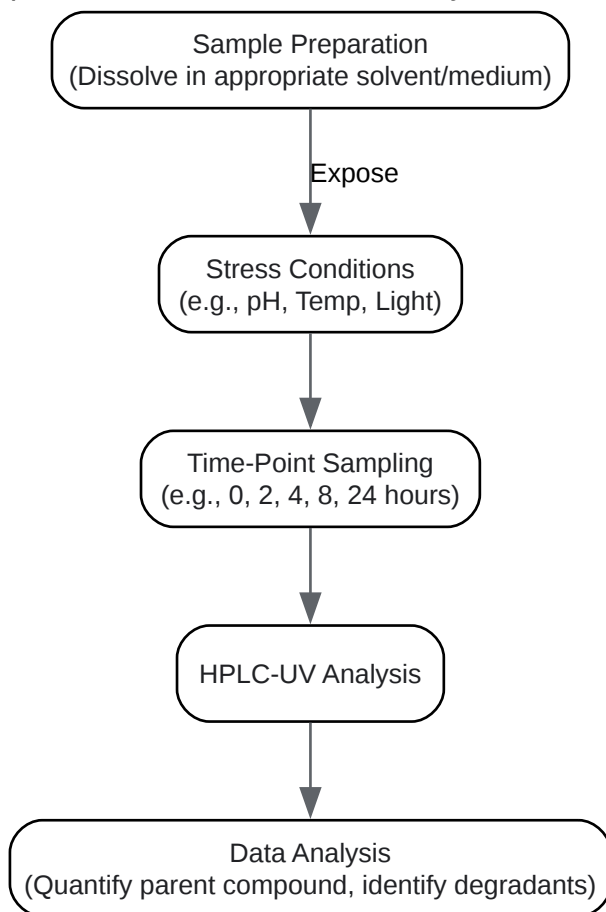 Sample Preparation
(Dissolve in appropriate solvent/medium)
Expose
Stress Conditions
(e.g., pH, Temp, Light)
Time-Point Sampling
(e.g., 0, 2, 4, 8, 24 hours)
HPLC-UV Analysis
Data Analysis
(Quantify parent compound, identify degradants)